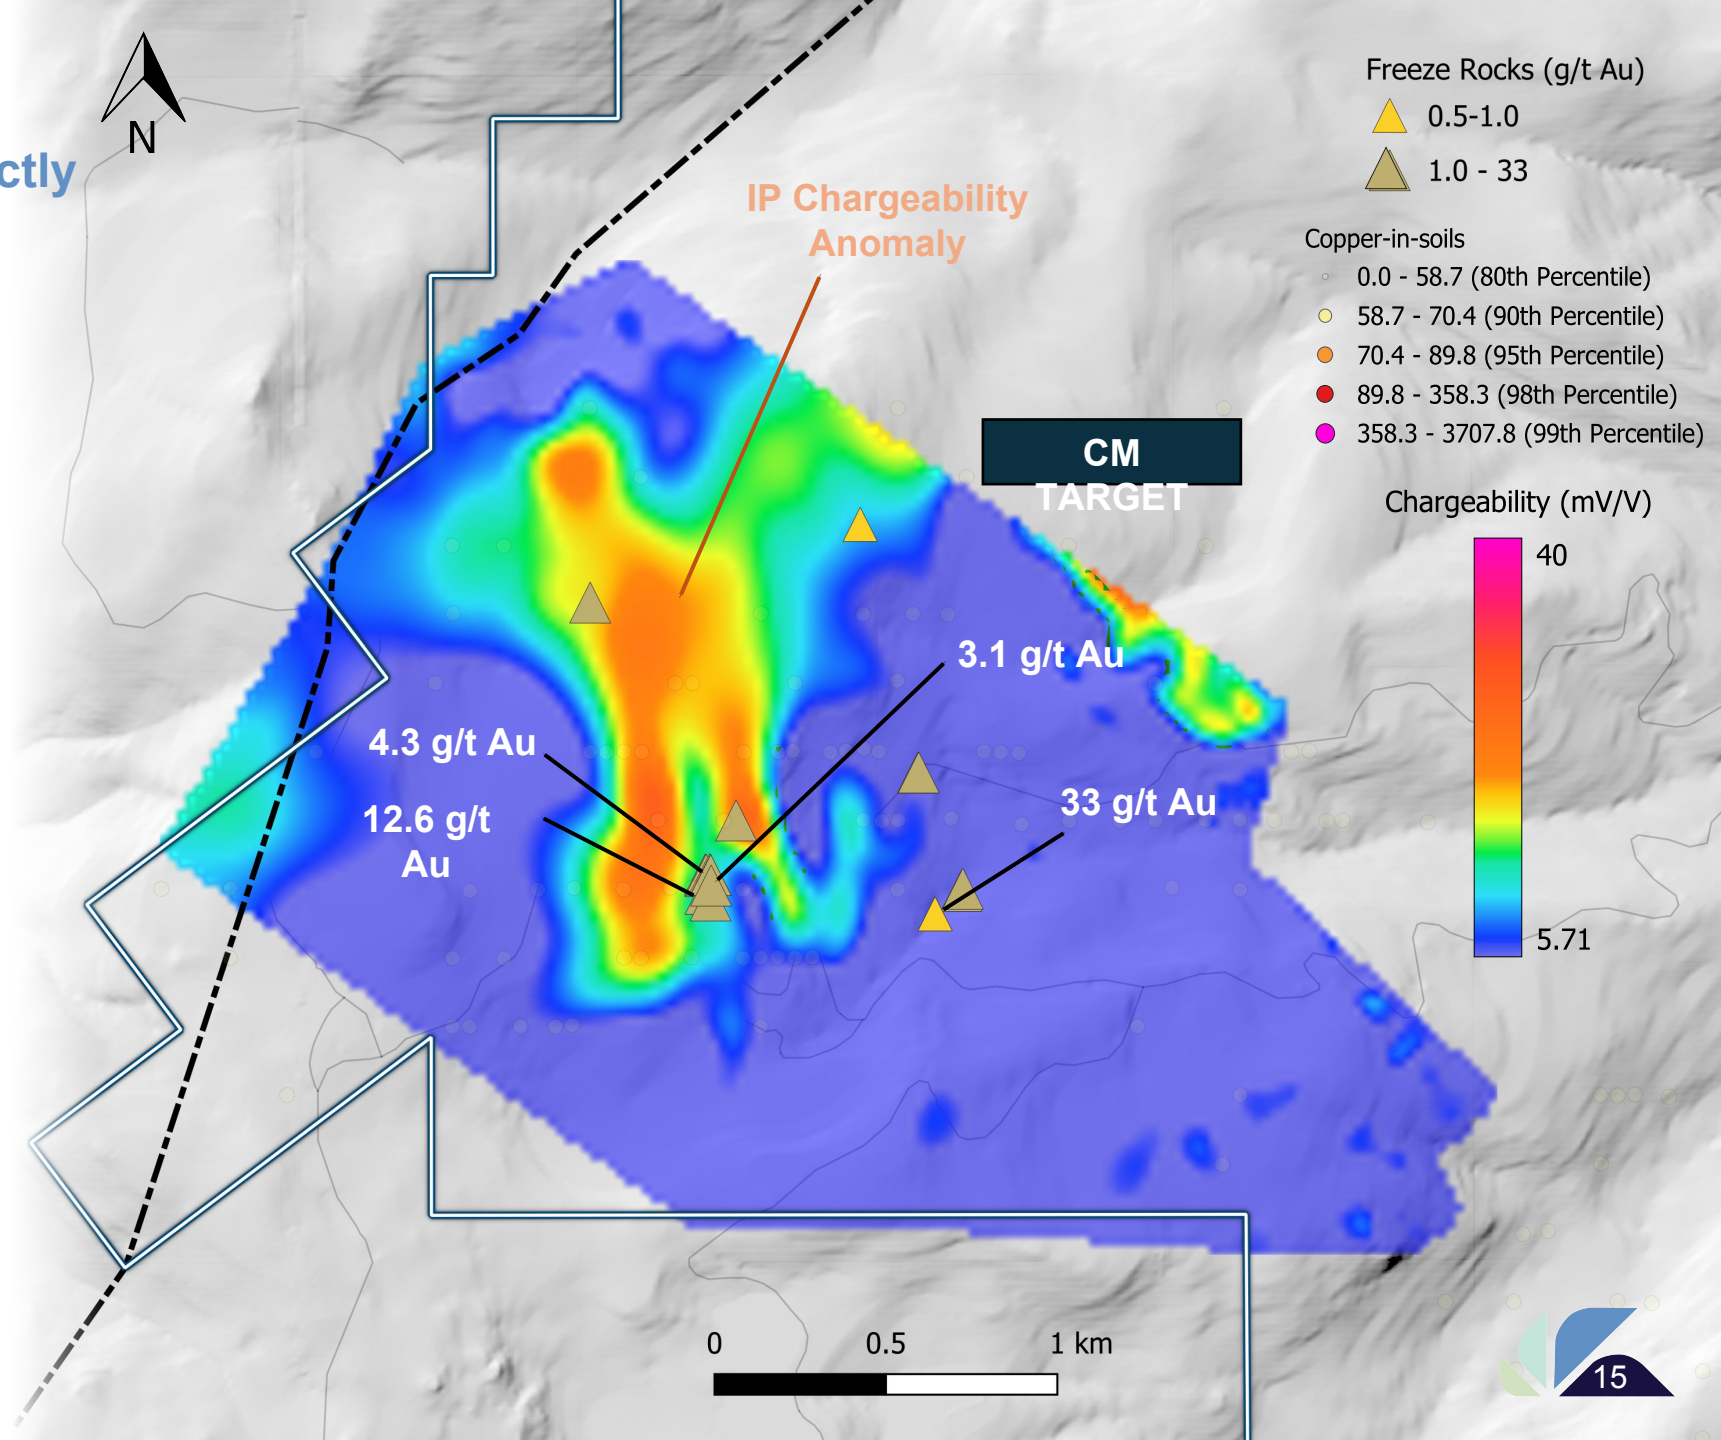 N
ctly
Freeze Rocks (g/t Au)
0.5-1.0
1.0 - 33
IP Chargeability
Anomaly
Copper-in-soils
0.0 - 58.7 (80th Percentile)
58.7 - 70.4 (90th Percentile)
70.4 - 89.8 (95th Percentile)
89.8 - 358.3 (98th Percentile)
358.3 - 3707.8 (99th Percentile)
CM
TARGET
Chargeability (mV/V)
40
5.71
3.1 g/t Au
4.3 g/t Au
33 g/t Au
12.6 g/t
Au
0 0.5 1 km
15